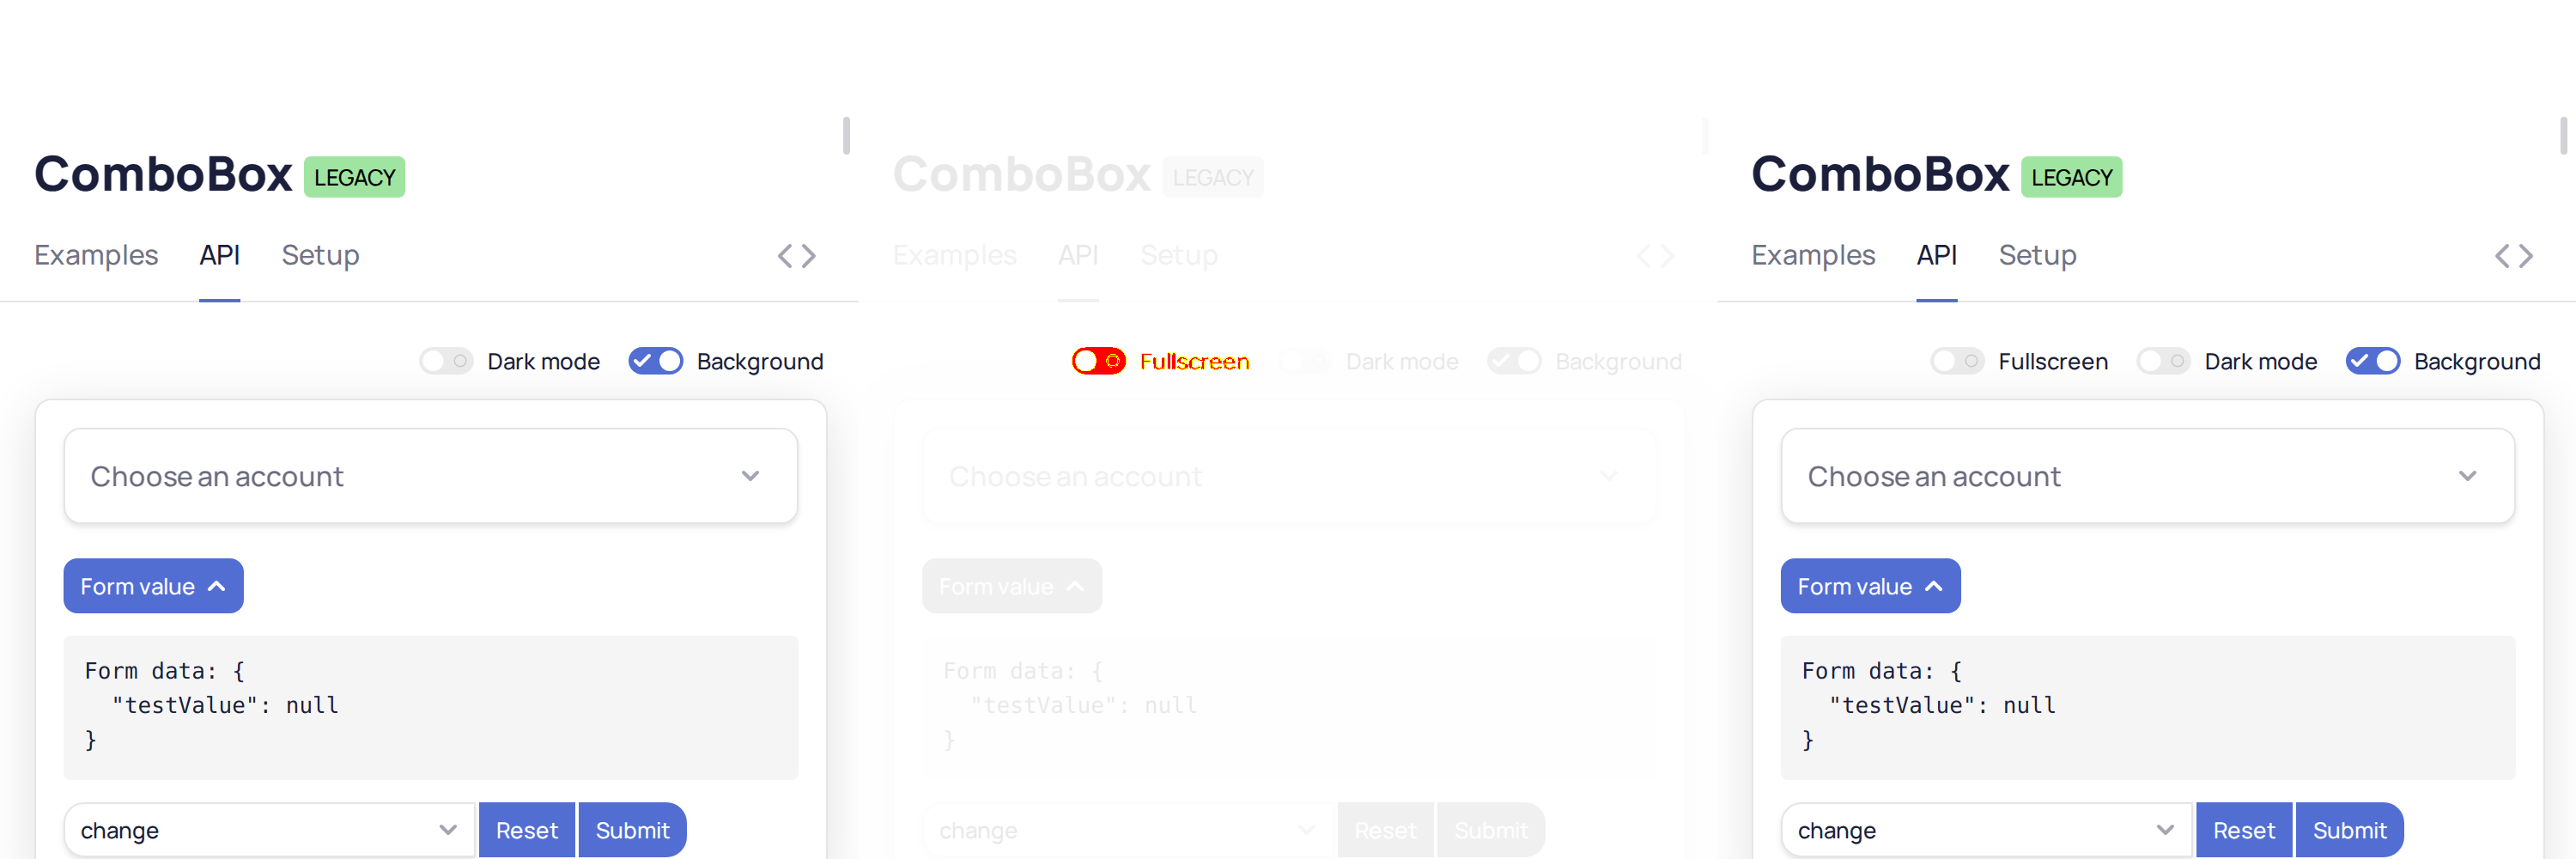 ComboBox LEGACY
Examples API Setup
Dark mode Background
Choose an account
Form value
Form data: {
"testValue": null
}
change Reset Submit
ComboBox LEGACY
Examples API Setup
Fullscreen Dark mode Background
Choose an account
Form value
Form data: {
"testValue": null
}
change Reset Submit
ComboBox LEGACY
Examples API Setup
Fullscreen Dark mode Background
Choose an account
Form value
Form data: {
"testValue": null
}
change Reset Submit